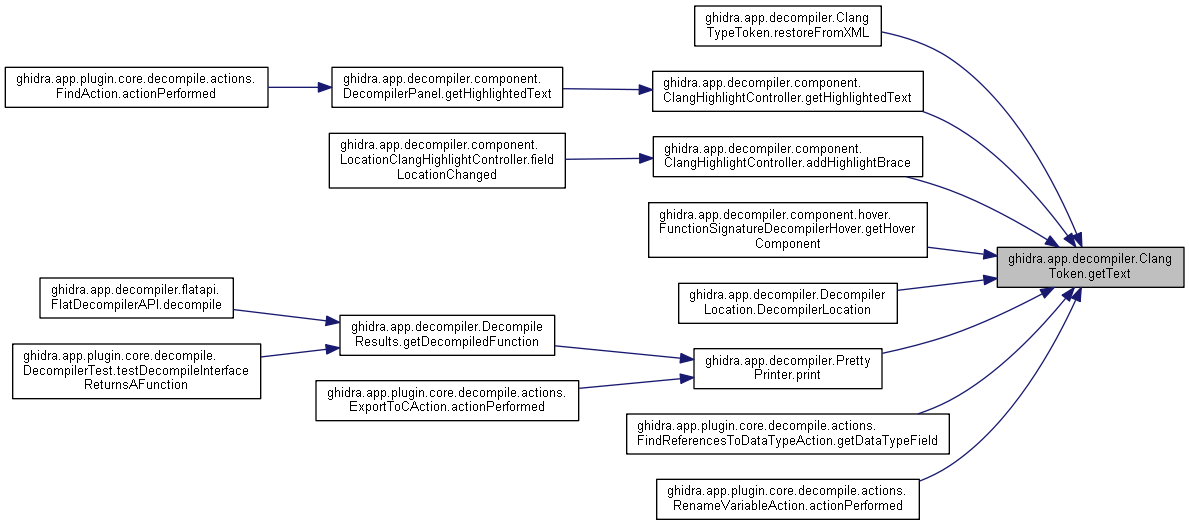 ghidra.app.decompiler.Clang
TypeToken.restoreFromXML
ghidra.app.plugin.core.decompile.actions.
FindAction.actionPerformed
ghidra.app.decompiler.component.
DecompilerPanel.getHighlightedText
ghidra.app.decompiler.component.
ClangHighlightController.getHighlightedText
ghidra.app.decompiler.component.
LocationClangHighlightController.field
LocationChanged
ghidra.app.decompiler.component.
ClangHighlightController.addHighlightBrace
ghidra.app.decompiler.component.hover.
FunctionSignatureDecompilerHover.getHover
Component
ghidra.app.decompiler.Clang
Token.getText
ghidra.app.decompiler.flatapi.
FlatDecompilerAPI.decompile
ghidra.app.decompiler.Decompiler
Location.DecompilerLocation
ghidra.app.decompiler.Decompile
Results.getDecompiledFunction
ghidra.app.plugin.core.decompile.
DecompilerTest.testDecompileInterface
ReturnsAFunction
ghidra.app.decompiler.Pretty
Printer.print
ghidra.app.plugin.core.decompile.actions.
ExportToCAction.actionPerformed
ghidra.app.plugin.core.decompile.actions.
FindReferencesToDataTypeAction.getDataTypeField
ghidra.app.plugin.core.decompile.actions.
RenameVariableAction.actionPerformed